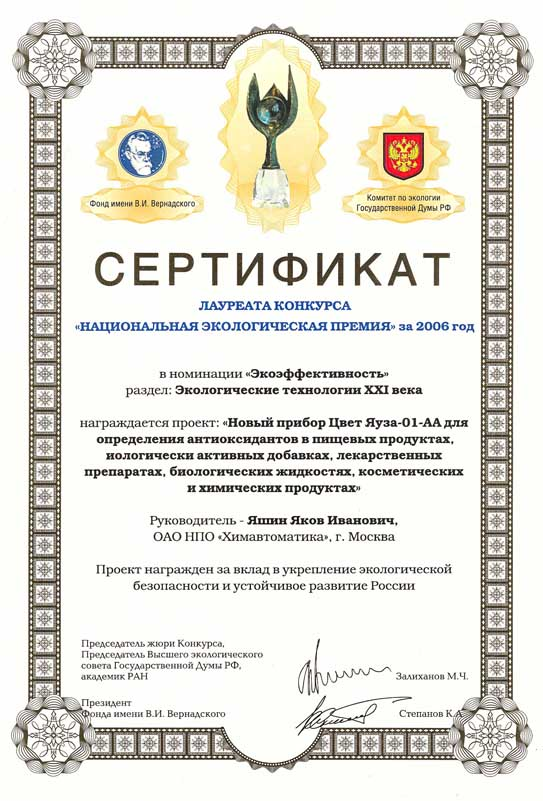 Фонд имени В.И. Вернадского
Комитет по экологии
Государственной Думы РФ
СЕРТИФИКАТ
ЛАУРЕАТА КОНКУРСА
«НАЦИОНАЛЬНАЯ ЭКОЛОГИЧЕСКАЯ ПРЕМИЯ» за 2006 год
в номинации «Экоэффективность»
раздел: Экологические технологии XXI века
награждается проект: «Новый прибор Цвет Яуза-01-АА для
определения антиоксидантов в пищевых продуктах,
иологически активных добавках, лекарственных
препаратах, биологических жидкостях, косметических
и химических продуктах»
Руководитель - Яшин Яков Иванович,
ОАО НПО «Химавтоматика», г. Москва
Проект награжден за вклад в укрепление экологической
безопасности и устойчивое развитие России
Председатель жюри Конкурса,
Председатель Высшего экологического
совета Государственной Думы РФ,
академик РАН
Залиханов М.Ч.
Президент
Фонда имени В.И. Вернадского
Степанов К.А.